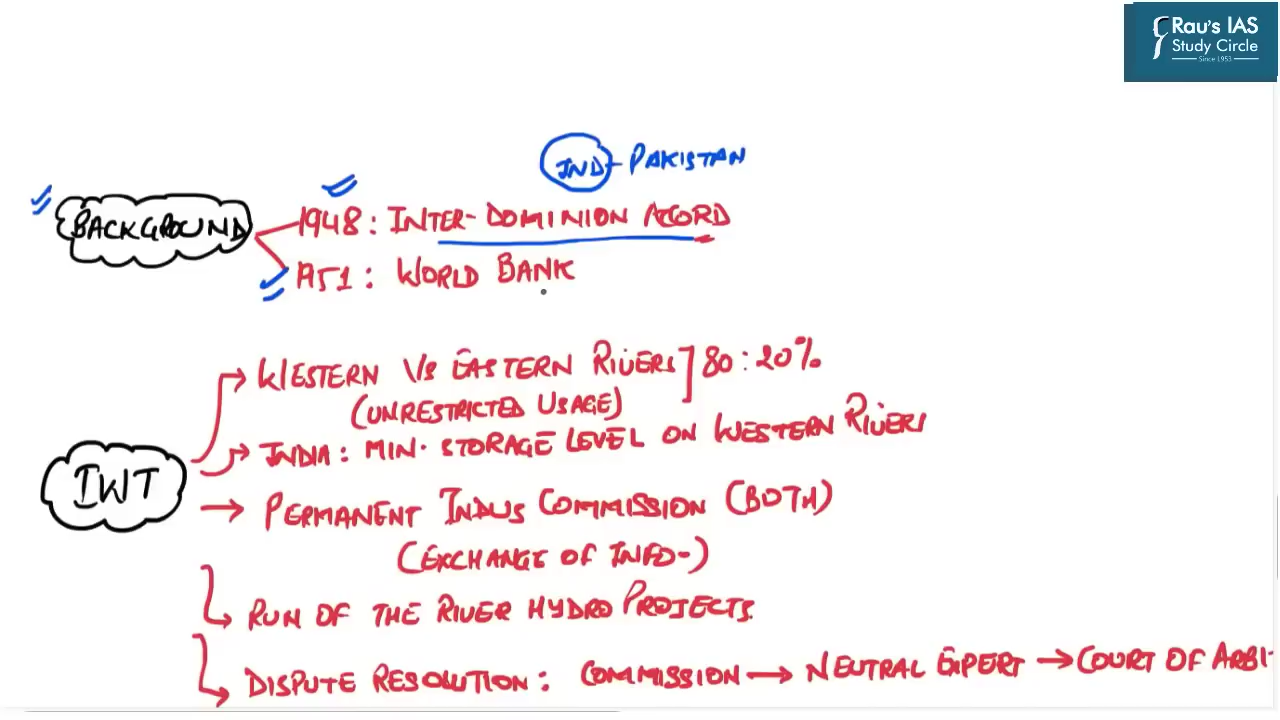 Rau's IAS
Study Circle
Since 1953
IND - PAKISTAN
BACKGROUND
1948 : INTER-DOMINION ACORD
1951 : WORLD BANK
WESTERN V/S EASTERN RIVERS] 80 : 20%
(UNRESTRICTED USAGE)
INDIA : MIN. STORAGE LEVEL ON WESTERN RIVERS
IWT
→ PERMANENT INDUS COMMISSION (BOTH)
(EXCHANGE OF INFO-)
RUN OF THE RIVER HYDRO PROJECTS.
DISPUTE RESOLUTION : COMMISSION → NEUTRAL EXPERT → COURT OF ARBI-